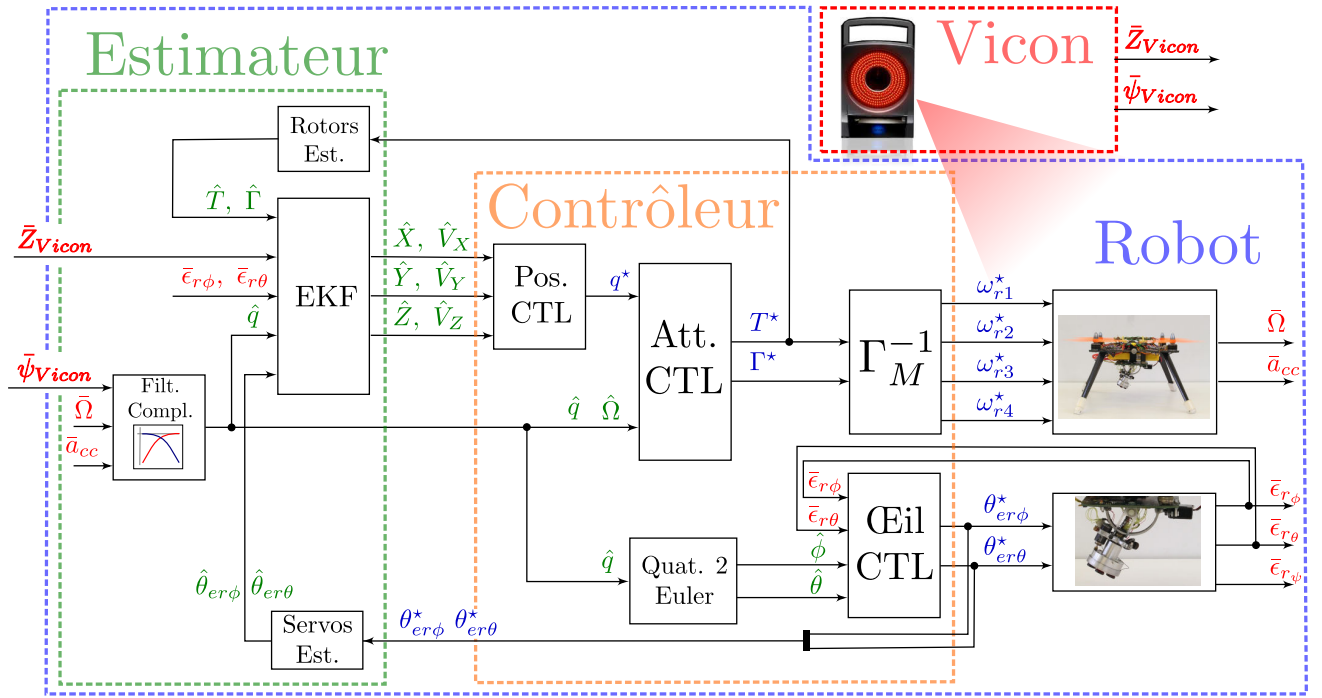 Estimateur
Vicon
Z̄_Vicon
ψ̄_Vicon
Rotors
Est.
T̂, Γ̂
Contrôleur
Robot
Z̄_Vicon
ε̄_rϕ, ε̄_rθ
q̂
EKF
X̂, V̂_X
Ŷ, V̂_Y
Ẑ, V̂_Z
Pos.
CTL
q⋆
Att.
CTL
T⋆
Γ⋆
Γ_M^−1
ω⋆_r1
ω⋆_r2
ω⋆_r3
ω⋆_r4
Ω̄
ā_cc
ψ̄_Vicon
Ω̄
ā_cc
Filt.
Compl.
q̂ Ω̂
ε̄_rϕ
ε̄_rθ
ϕ̂
θ̂
Œil
CTL
θ⋆_erϕ
θ⋆_erθ
ε̄_rϕ
ε̄_rθ
ε̄_rψ
q̂
Quat. 2
Euler
θ̂_erϕ θ̂_erθ
Servos
Est.
θ⋆_erϕ θ⋆_erθ